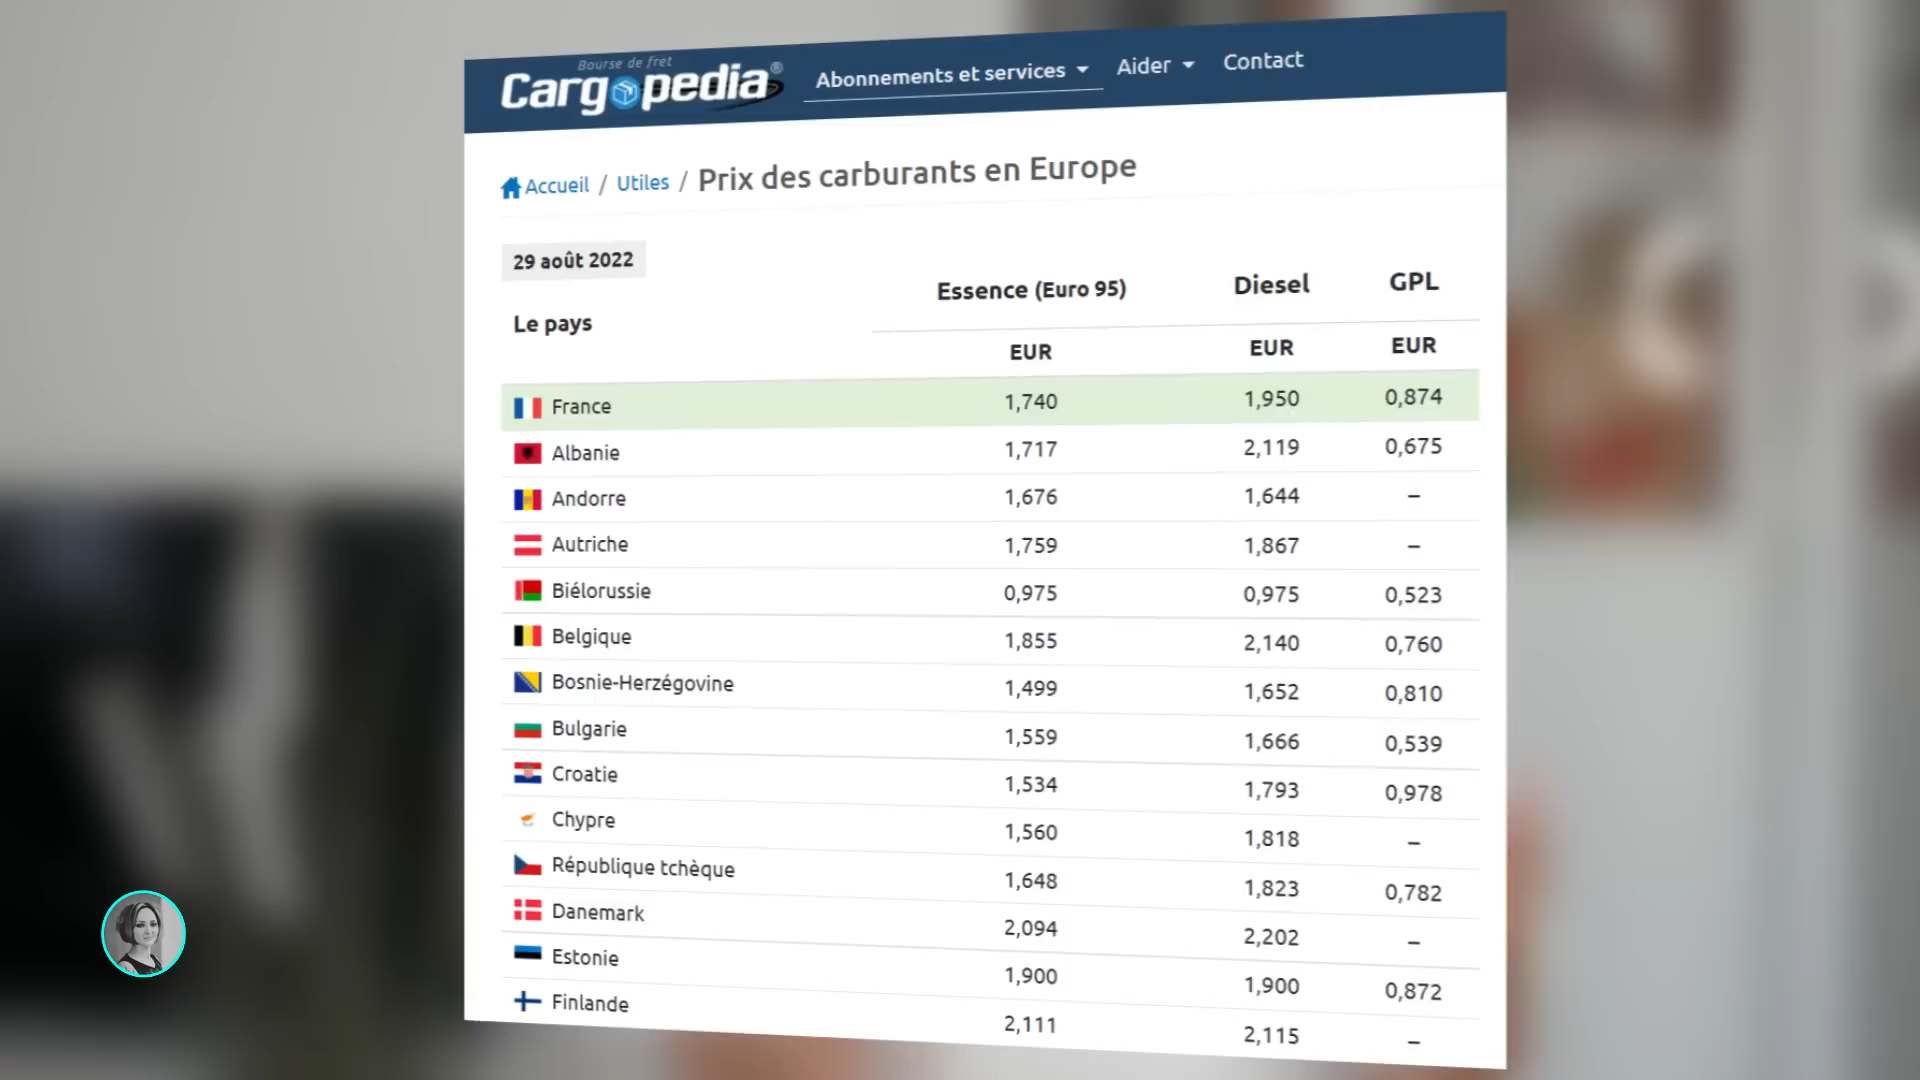 Bourse de fret
Cargopedia®
Abonnements et services Aider Contact
Accueil / Utiles / Prix des carburants en Europe
29 août 2022
Le pays Essence (Euro 95) Diesel GPL
EUR EUR EUR
France 1,740 1,950 0,874
Albanie 1,717 2,119 0,675
Andorre 1,676 1,644 –
Autriche 1,759 1,867 –
Biélorussie 0,975 0,975 0,523
Belgique 1,855 2,140 0,760
Bosnie-Herzégovine 1,499 1,652 0,810
Bulgarie 1,559 1,666 0,539
Croatie 1,534 1,793 0,978
Chypre 1,560 1,818 –
République tchèque 1,648 1,823 0,782
Danemark 2,094 2,202 –
Estonie 1,900 1,900 0,872
Finlande 2,111 2,115 –